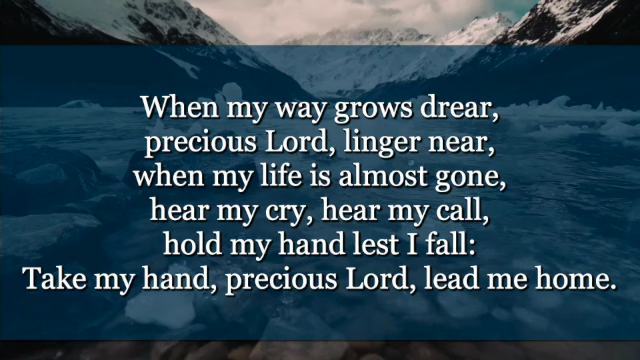 When my way grows drear,
precious Lord, linger near,
when my life is almost gone,
hear my cry, hear my call,
hold my hand lest I fall:
Take my hand, precious Lord, lead me home.